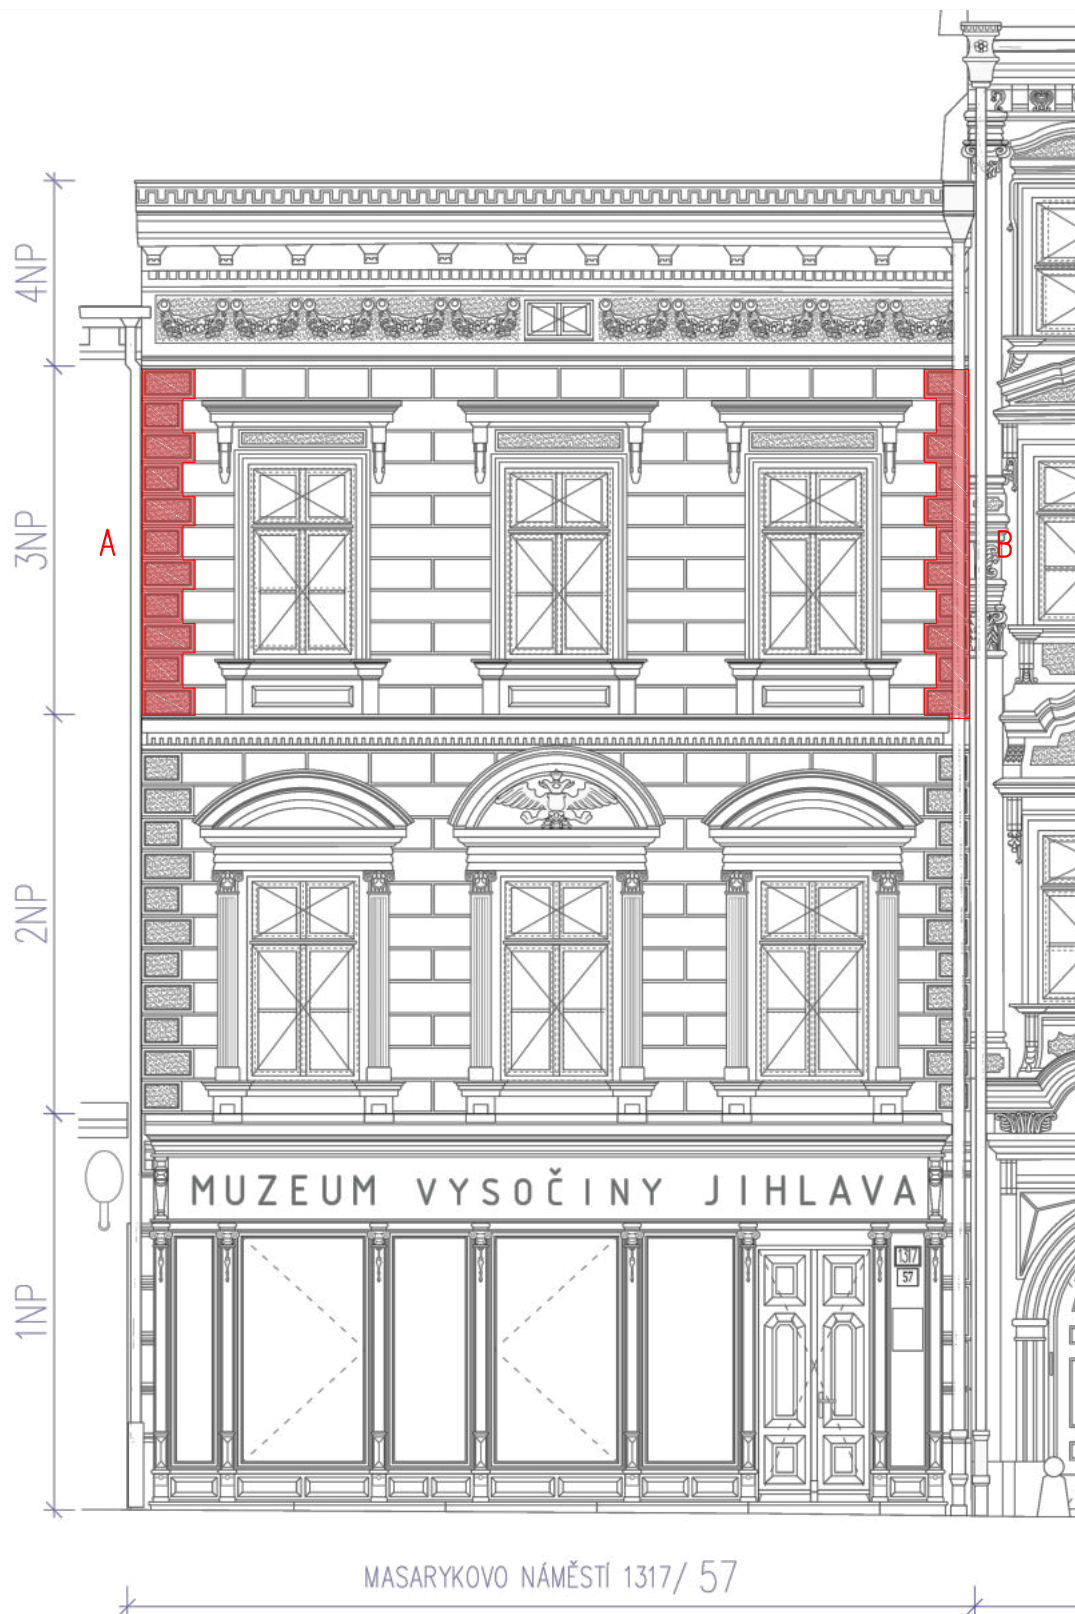 4NP
3NP
A
B
2NP
MUZEUM VYSOČINY JIHLAVA
1317
57
1NP
MASARYKOVO NÁMĚSTÍ 1317/ 57